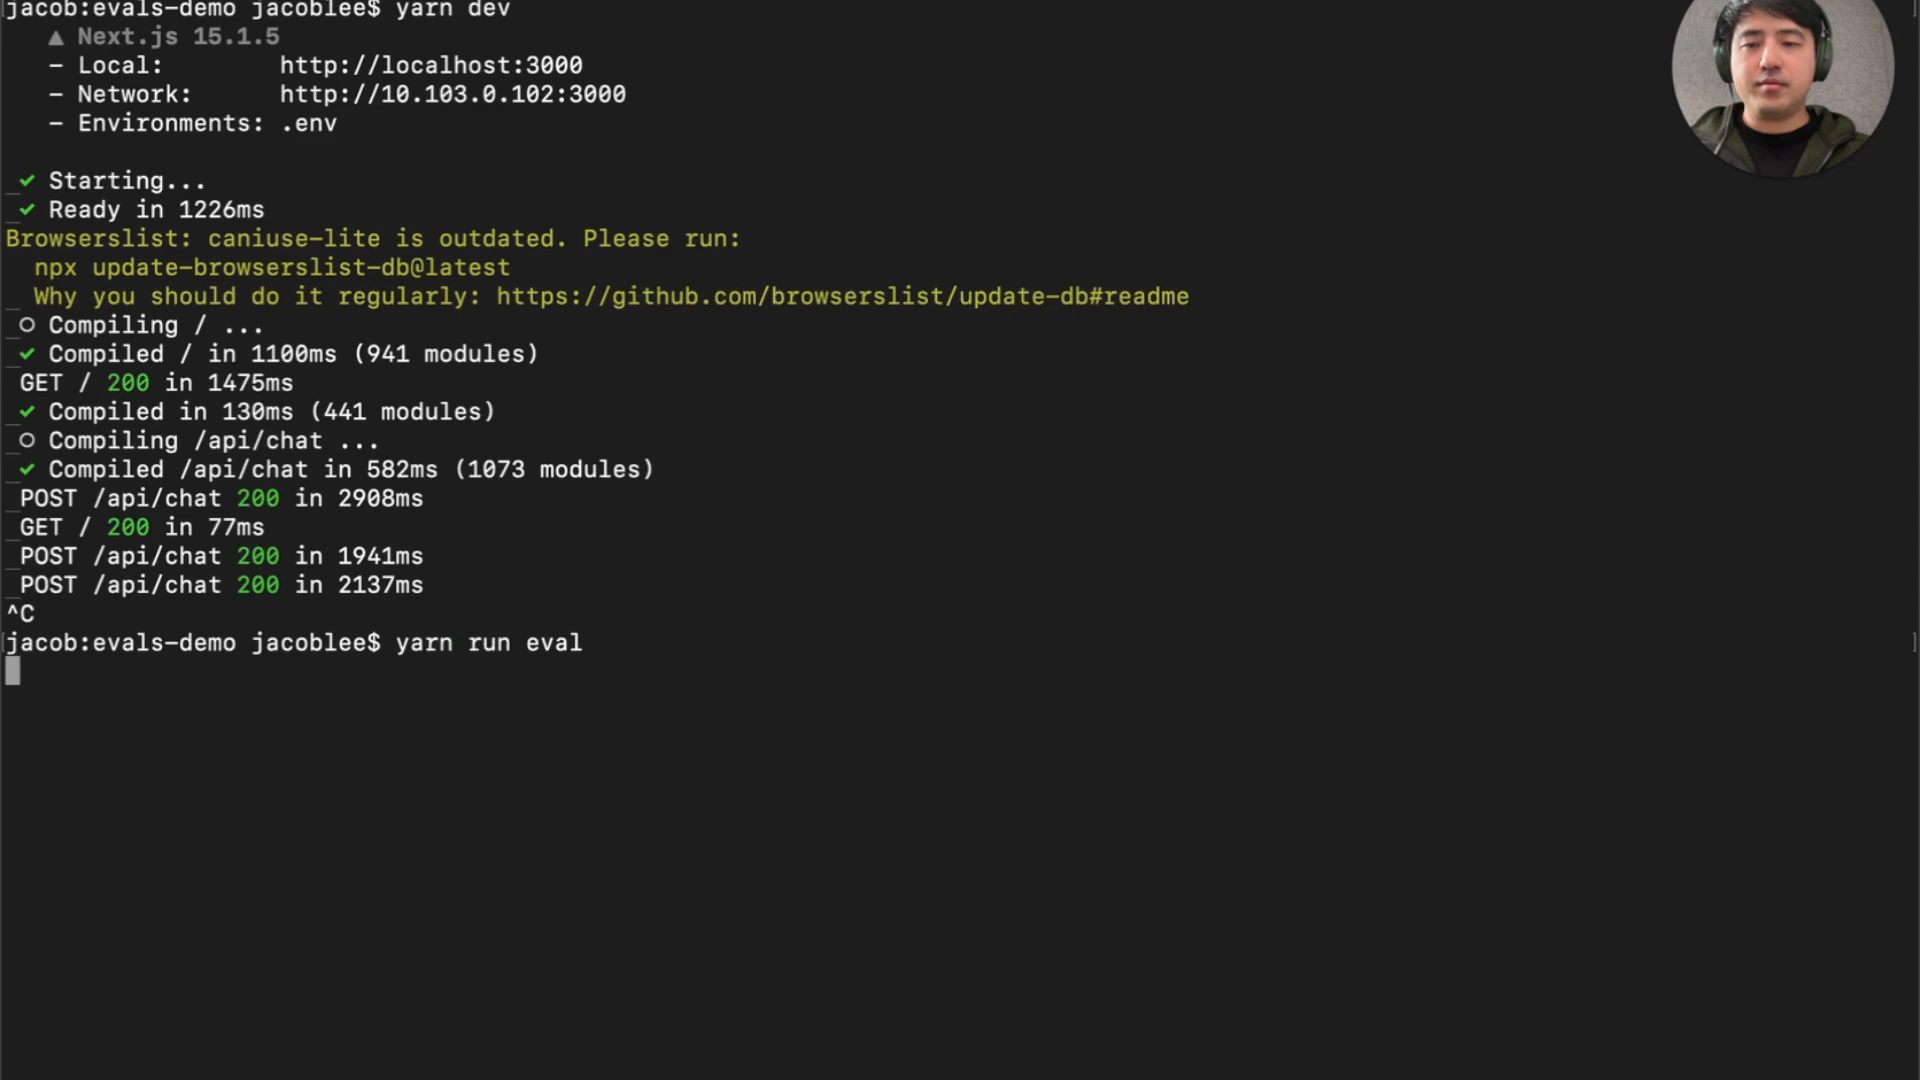 jacob:evals-demo jacoblee$ yarn dev
▲ Next.js 15.1.5
- Local: http://localhost:3000
- Network: http://10.103.0.102:3000
- Environments: .env
✓ Starting...
✓ Ready in 1226ms
Browserslist: caniuse-lite is outdated. Please run:
npx update-browserslist-db@latest
Why you should do it regularly: https://github.com/browserslist/update-db#readme
○ Compiling / ...
✓ Compiled / in 1100ms (941 modules)
GET / 200 in 1475ms
✓ Compiled in 130ms (441 modules)
○ Compiling /api/chat ...
✓ Compiled /api/chat in 582ms (1073 modules)
POST /api/chat 200 in 2908ms
GET / 200 in 77ms
POST /api/chat 200 in 1941ms
POST /api/chat 200 in 2137ms
^C
jacob:evals-demo jacoblee$ yarn run eval